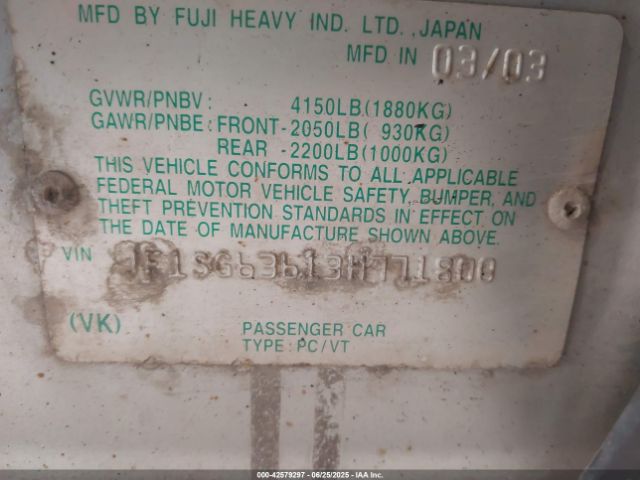 MFD BY FUJI HEAVY IND. LTD. JAPAN
MFD IN 03/03
GVWR/PNBV: 4150LB(1880KG)
GAWR/PNBE: FRONT-2050LB( 930KG)
REAR -2200LB(1000KG)
THIS VEHICLE CONFORMS TO ALL APPLICABLE
FEDERAL MOTOR VEHICLE SAFETY, BUMPER, AND
THEFT PREVENTION STANDARDS IN EFFECT ON
THE DATE OF MANUFACTURE SHOWN ABOVE.
VIN
(VK) PASSENGER CAR
TYPE: PC/VT
000-42579297 - 06/25/2025 - IAAI.COM